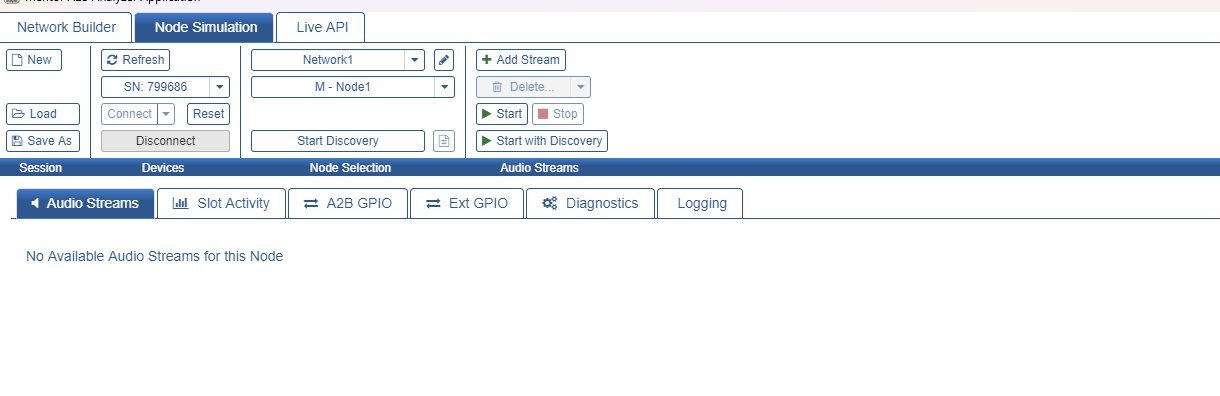 Network Builder Node Simulation Live API
New Refresh Network1 Add Stream
SN: 799686 M - Node1 Delete...
Load Connect Reset Start Stop
Save As Disconnect Start Discovery Start with Discovery
Session Devices Node Selection Audio Streams
Audio Streams Slot Activity A2B GPIO Ext GPIO Diagnostics Logging
No Available Audio Streams for this Node